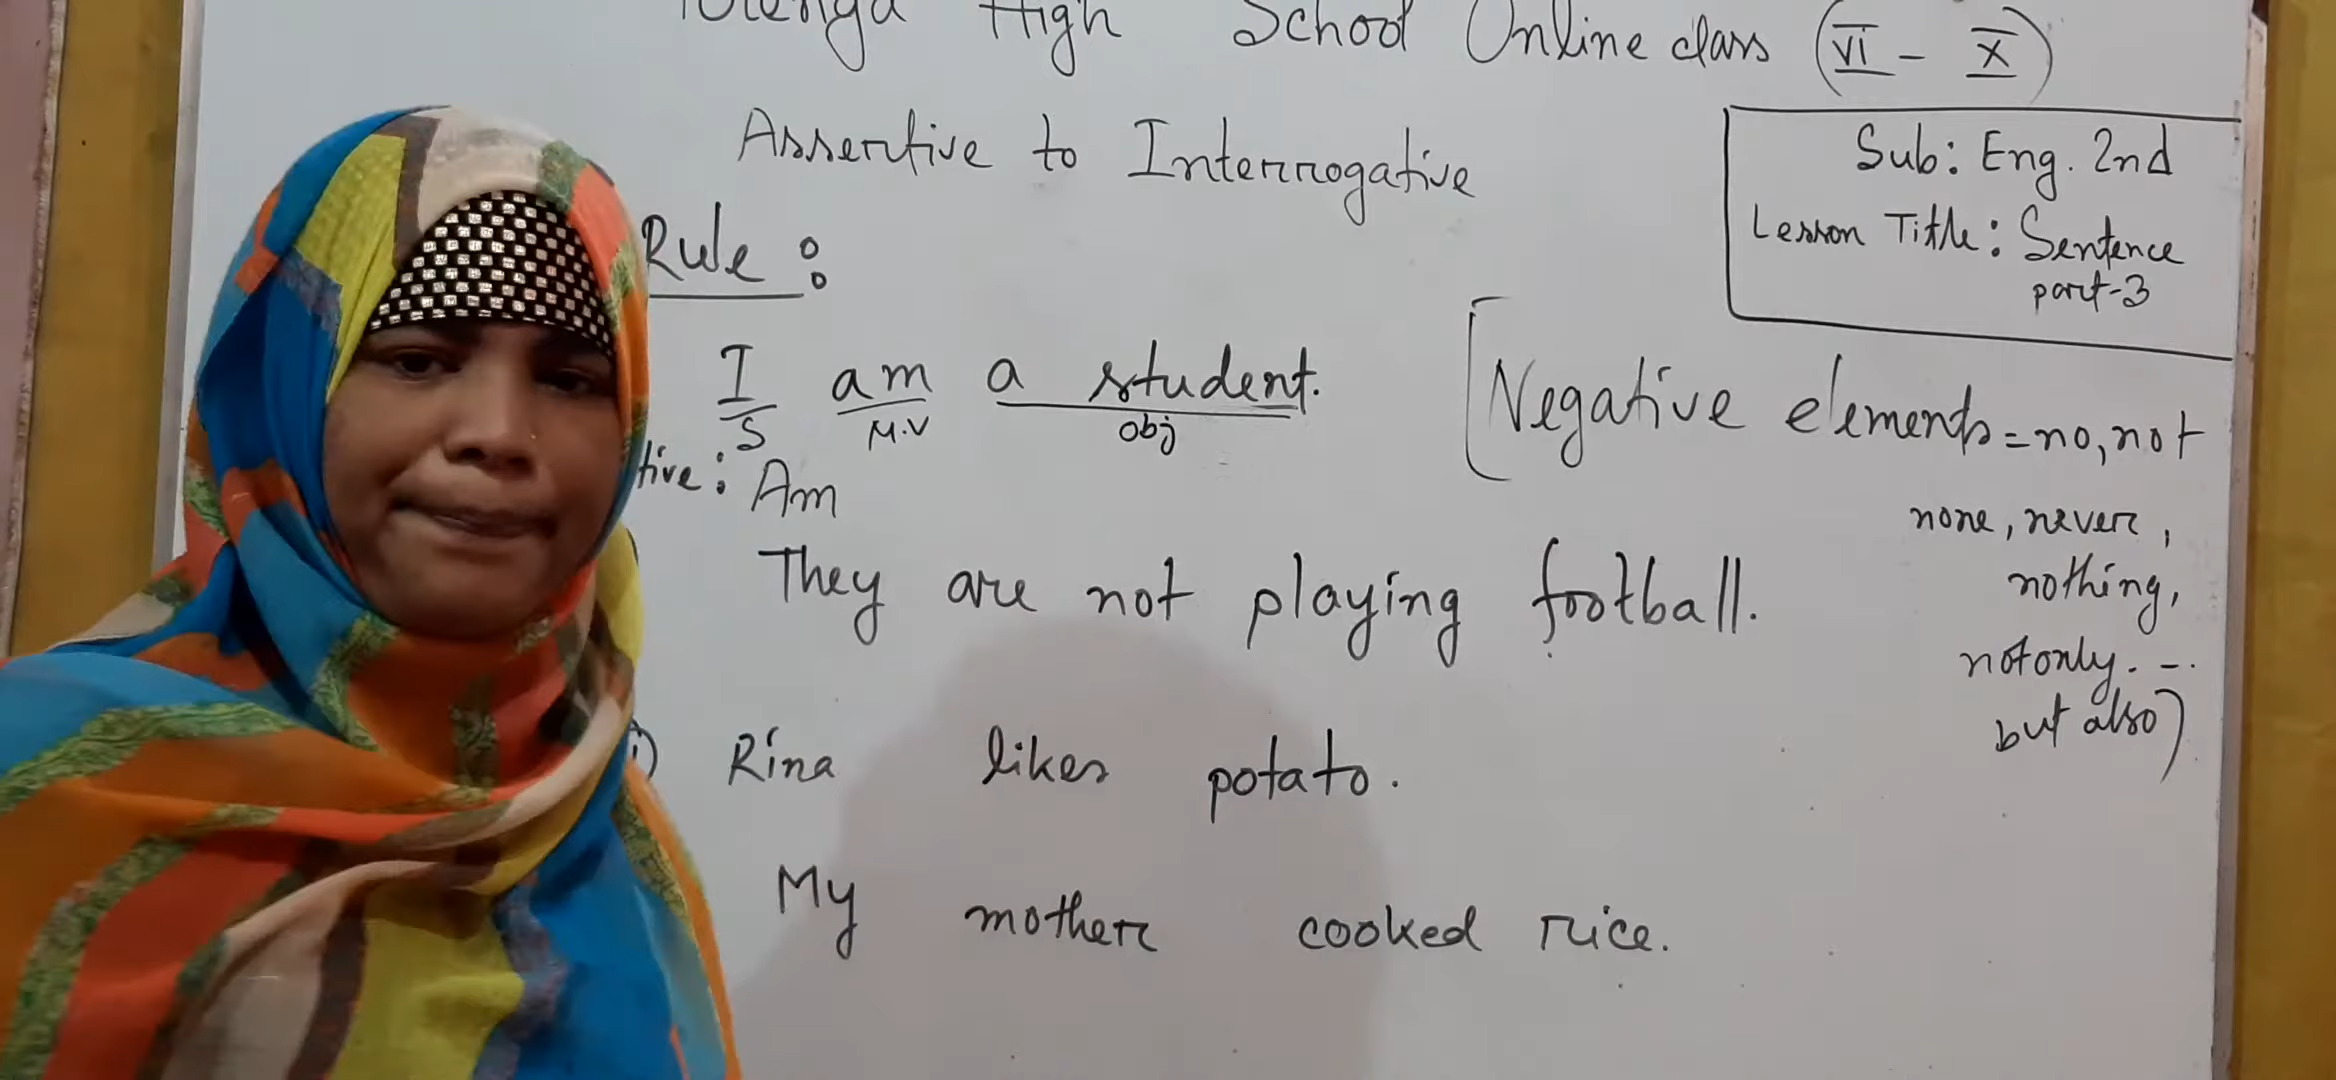 High School Online class (VI - X)
Assertive to Interrogative
Sub: Eng. 2nd
Lesson Title: Sentence
part-3
Rule :
I am a student.
S M.V obj
[Negative elements = no, not
none, never,
nothing,
not only. -.
but also)
tive : Am
They are not playing football.
i) Rina likes potato.
My mother cooked rice.